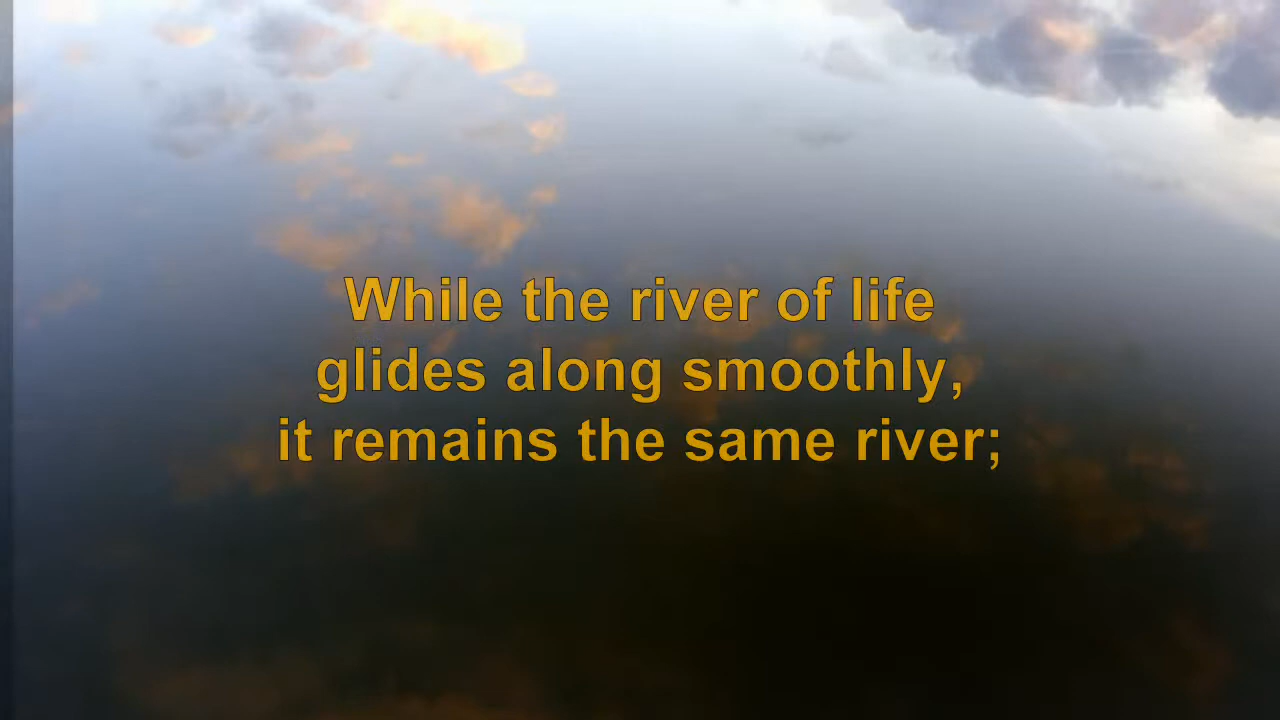 While the river of life
glides along smoothly,
it remains the same river;